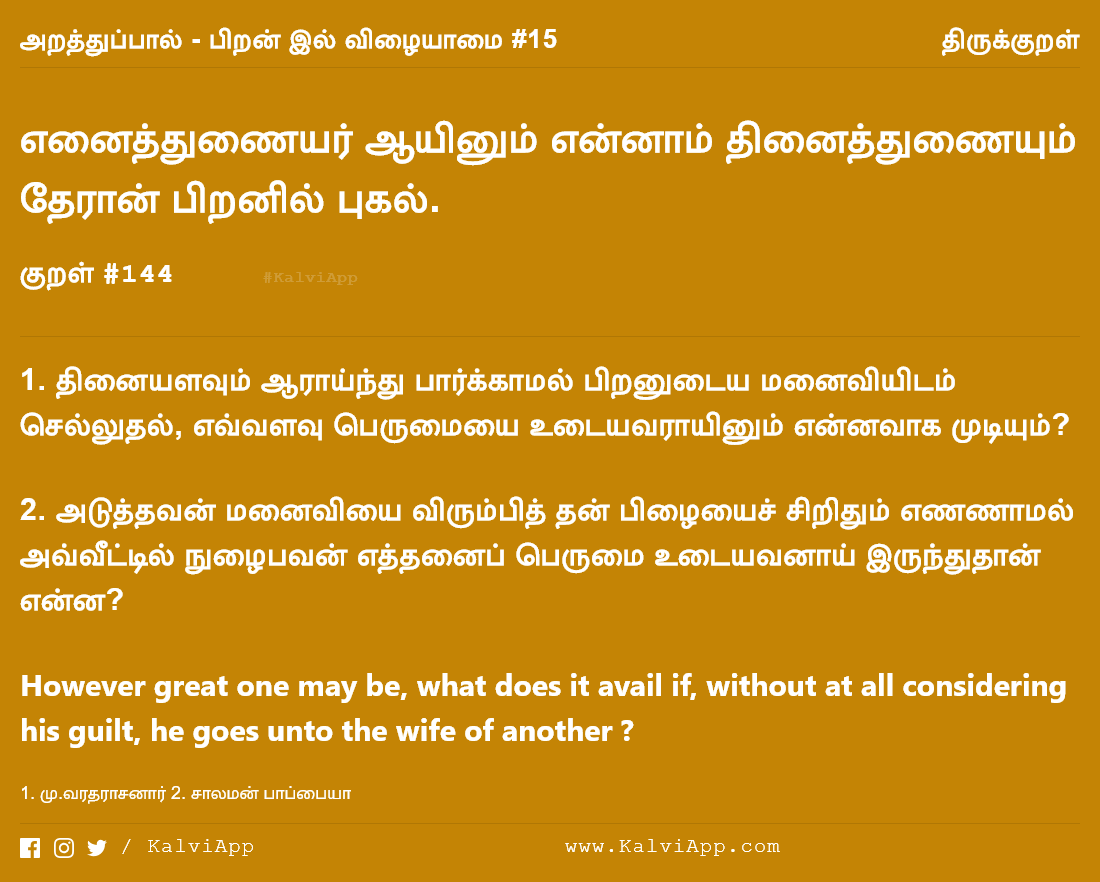 அறத்துப்பால் - பிறன் இல் விழையாமை #15 திருக்குறள்
எனைத்துணையர் ஆயினும் என்னாம் தினைத்துணையும்
தேரான் பிறனில் புகல்.
குறள் #144 #KalviApp
1. தினையளவும் ஆராய்ந்து பார்க்காமல் பிறனுடைய மனைவியிடம்
செல்லுதல், எவ்வளவு பெருமையை உடையவராயினும் என்னவாக முடியும்?
2. அடுத்தவன் மனைவியை விரும்பித் தன் பிழையைச் சிறிதும் எணணாமல்
அவ்வீட்டில் நுழைபவன் எத்தனைப் பெருமை உடையவனாய் இருந்துதான்
என்ன?
However great one may be, what does it avail if, without at all considering
his guilt, he goes unto the wife of another ?
1. மு.வரதராசனார் 2. சாலமன் பாப்பையா
/ KalviApp www.KalviApp.com